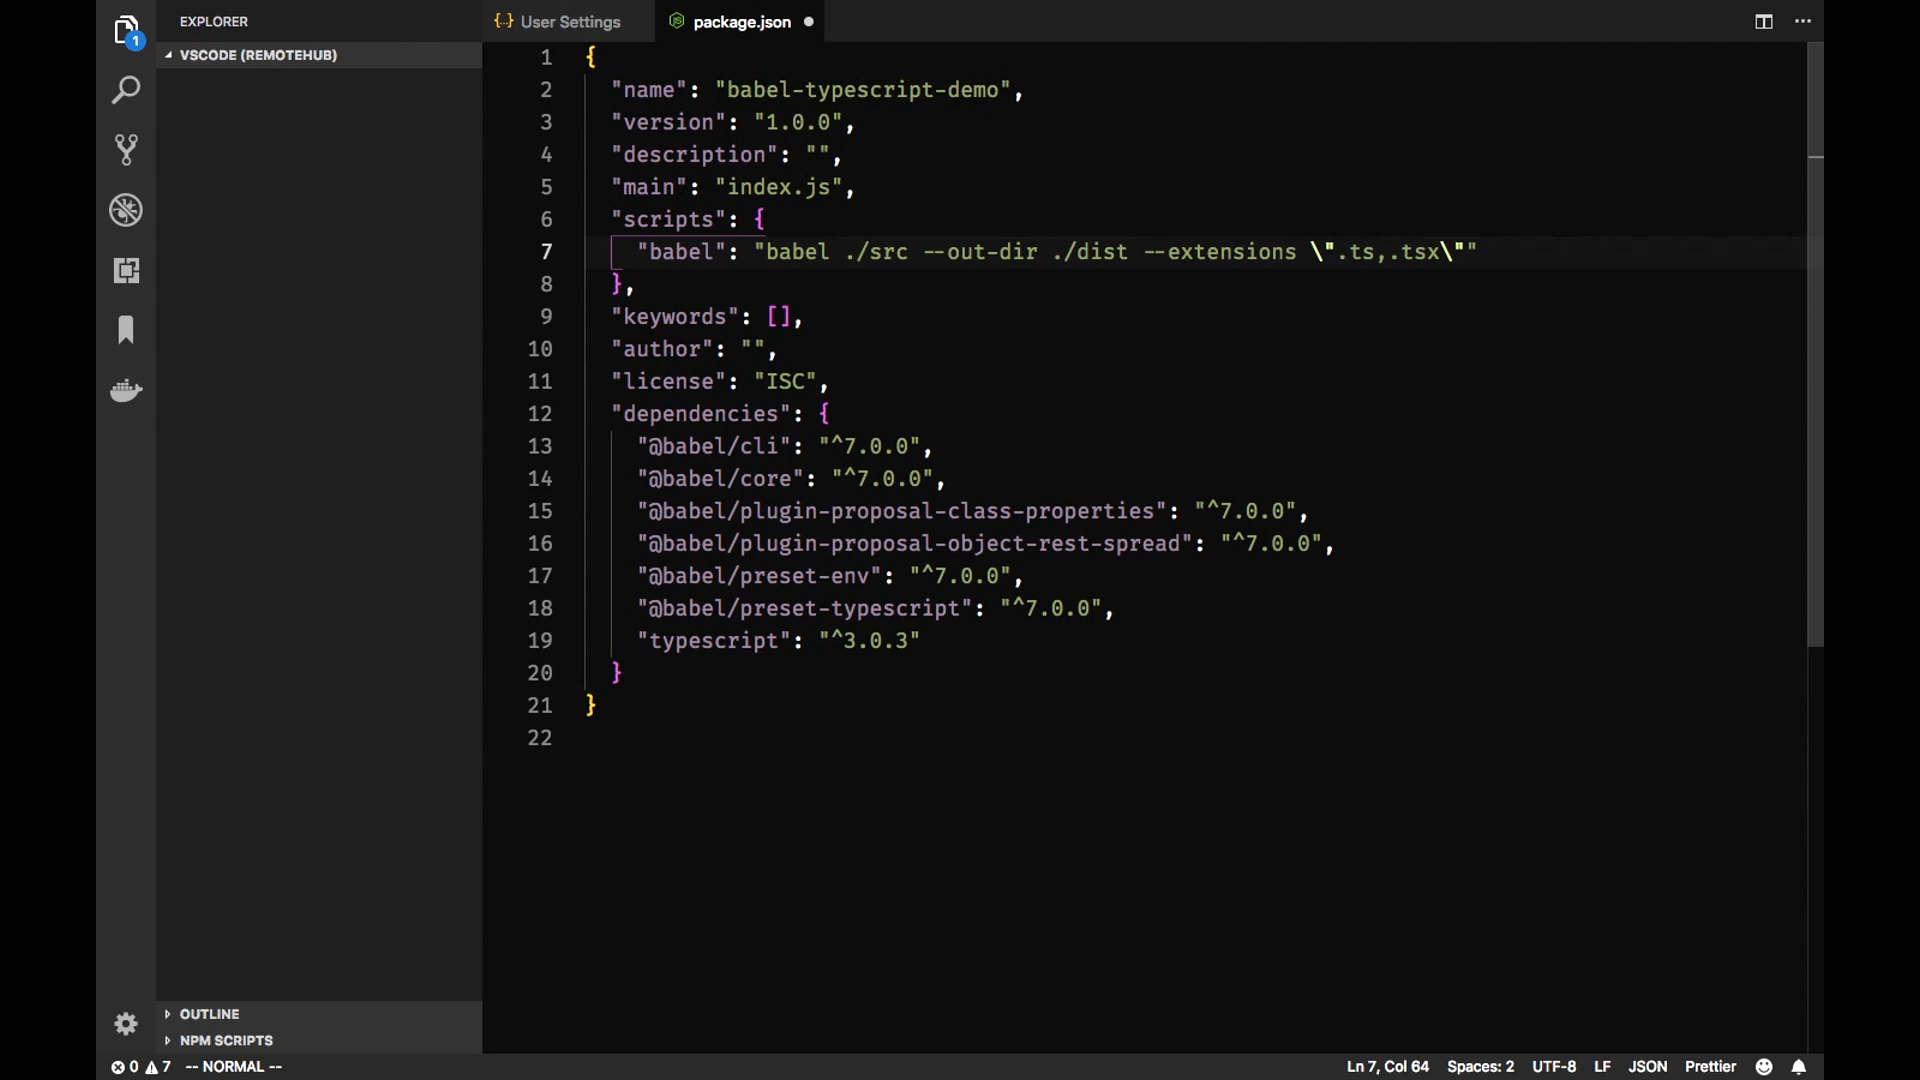 EXPLORER
User Settings
package.json
1
VSCODE (REMOTEHUB)
1 {
2 "name": "babel-typescript-demo",
3 "version": "1.0.0",
4 "description": "",
5 "main": "index.js",
6 "scripts": {
7 "babel": "babel ./src --out-dir ./dist --extensions \".ts,.tsx\""
8 },
9 "keywords": [],
10 "author": "",
11 "license": "ISC",
12 "dependencies": {
13 "@babel/cli": "^7.0.0",
14 "@babel/core": "^7.0.0",
15 "@babel/plugin-proposal-class-properties": "^7.0.0",
16 "@babel/plugin-proposal-object-rest-spread": "^7.0.0",
17 "@babel/preset-env": "^7.0.0",
18 "@babel/preset-typescript": "^7.0.0",
19 "typescript": "^3.0.3"
20 }
21 }
22
OUTLINE
NPM SCRIPTS
0 7 -- NORMAL --
Ln 7, Col 64 Spaces: 2 UTF-8 LF JSON Prettier